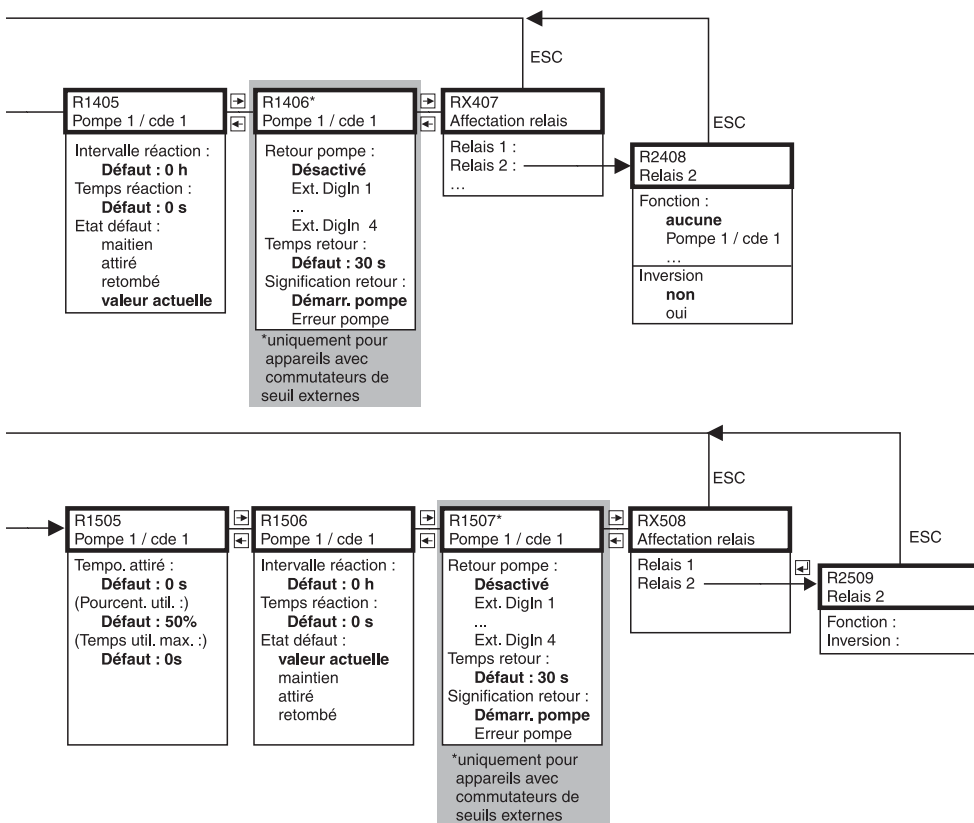 ESC
ESC
R1405
Pompe 1 / cde 1
Intervalle réaction :
Défaut : 0 h
Temps réaction :
Défaut : 0 s
Etat défaut :
maitien
attiré
retombé
valeur actuelle
R1406*
Pompe 1 / cde 1
Retour pompe :
Désactivé
Ext. DigIn 1
...
Ext. DigIn 4
Temps retour :
Défaut : 30 s
Signification retour :
Démarr. pompe
Erreur pompe
*uniquement pour
appareils avec
commutateurs de
seuil externes
RX407
Affectation relais
Relais 1 :
Relais 2 :
...
R2408
Relais 2
Fonction :
aucune
Pompe 1 / cde 1
...
Inversion
non
oui
ESC
ESC
R1505
Pompe 1 / cde 1
Tempo. attiré :
Défaut : 0 s
(Pourcent. util. :)
Défaut : 50%
(Temps util. max. :)
Défaut : 0s
R1506
Pompe 1 / cde 1
Intervalle réaction :
Défaut : 0 h
Temps réaction :
Défaut : 0 s
Etat défaut :
valeur actuelle
maintien
attiré
retombé
R1507*
Pompe 1 / cde 1
Retour pompe :
Désactivé
Ext. DigIn 1
...
Ext. DigIn 4
Temps retour :
Défaut : 30 s
Signification retour :
Démarr. pompe
Erreur pompe
*uniquement pour
appareils avec
commutateurs de
seuils externes
RX508
Affectation relais
Relais 1
Relais 2
R2509
Relais 2
Fonction :
Inversion :